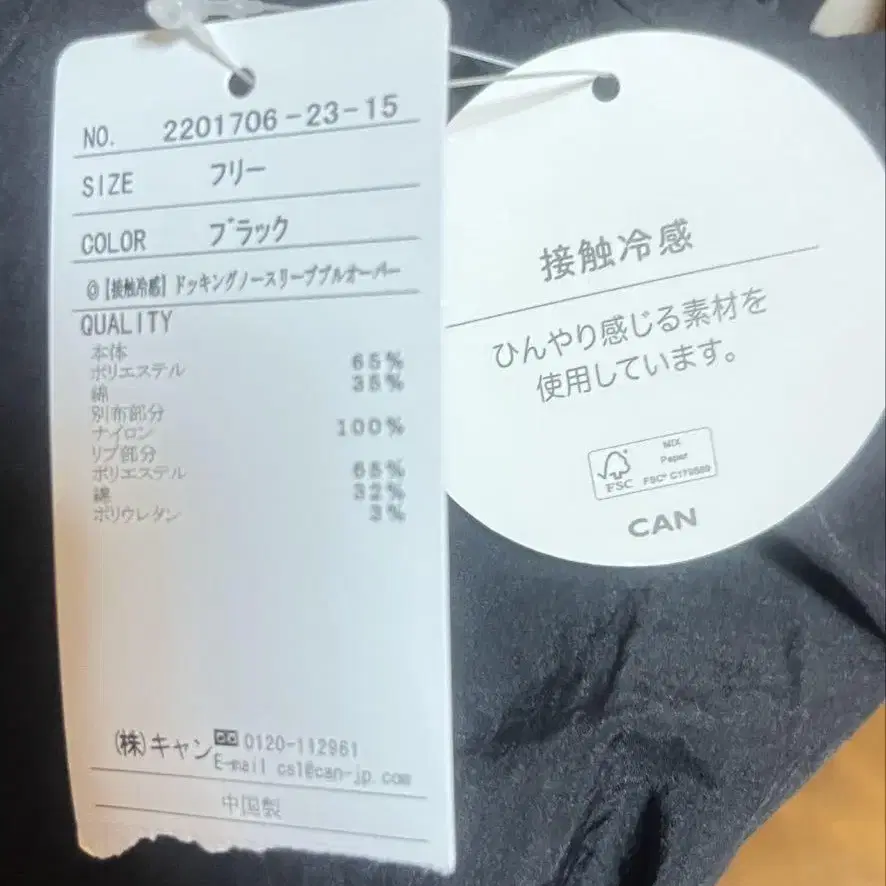 NO. 2201706-23-15
SIZE フリー
COLOR ブラック
◎【接触冷感】ドッキングノースリーブプルオーバー
QUALITY
本体
ポリエステル 65%
綿 35%
別布部分
ナイロン 100%
リブ部分
ポリエステル 65%
綿 32%
ポリウレタン 3%
(株)キャン 0120-112961
E-mail cs1@can-jp.com
中国製
接触冷感
ひんやり感じる素材を
使用しています。
MIX
Paper
FSC
FSC®
CAN